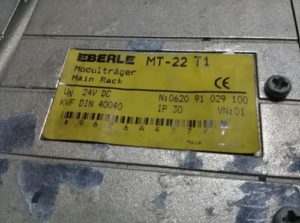 EBERLE MT-22 T1
Modulträger
Main Rack CE
UN 24V DC N:0620 91 029 100
KVF DIN 40040 IP 30 VN:01